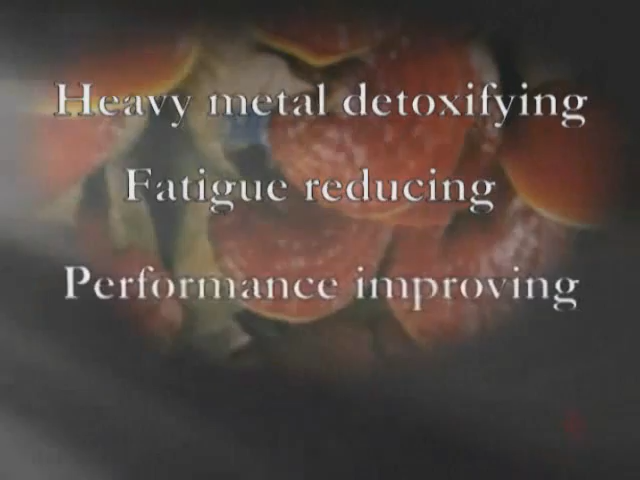 Heavy metal detoxifying
Fatigue reducing
Performance improving